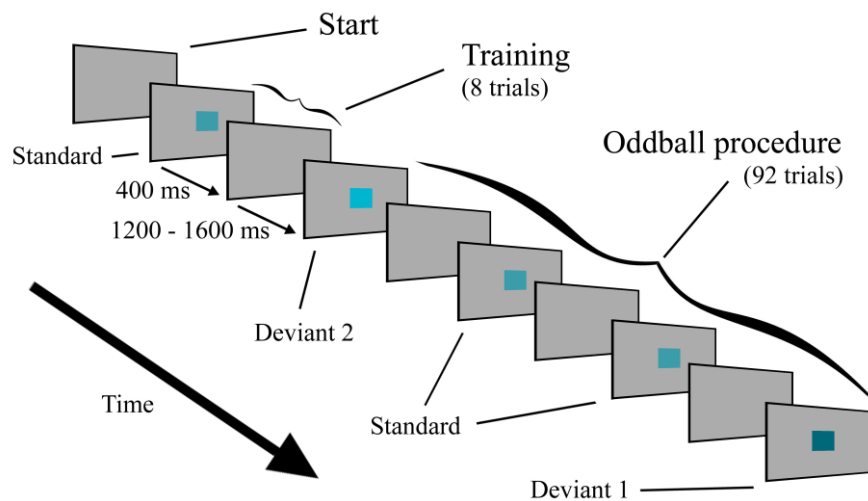 Start
Training
(8 trials)
Standard
400 ms
1200 - 1600 ms
Oddball procedure
(92 trials)
Deviant 2
Time
Standard
Deviant 1